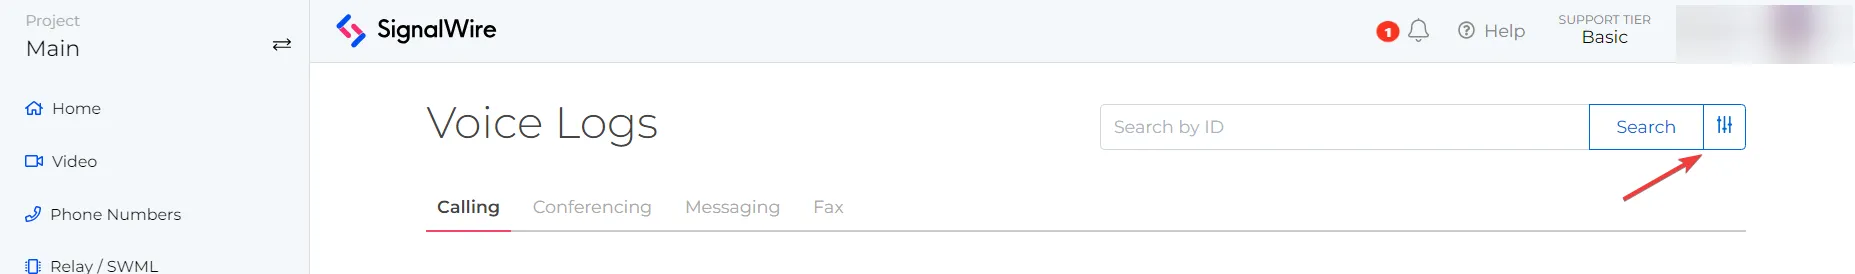 Project
Main
Home
Video
Phone Numbers
Relay / SWML
SignalWire
1
Help
SUPPORT TIER
Basic
Voice Logs
Search by ID
Search
Calling
Conferencing
Messaging
Fax